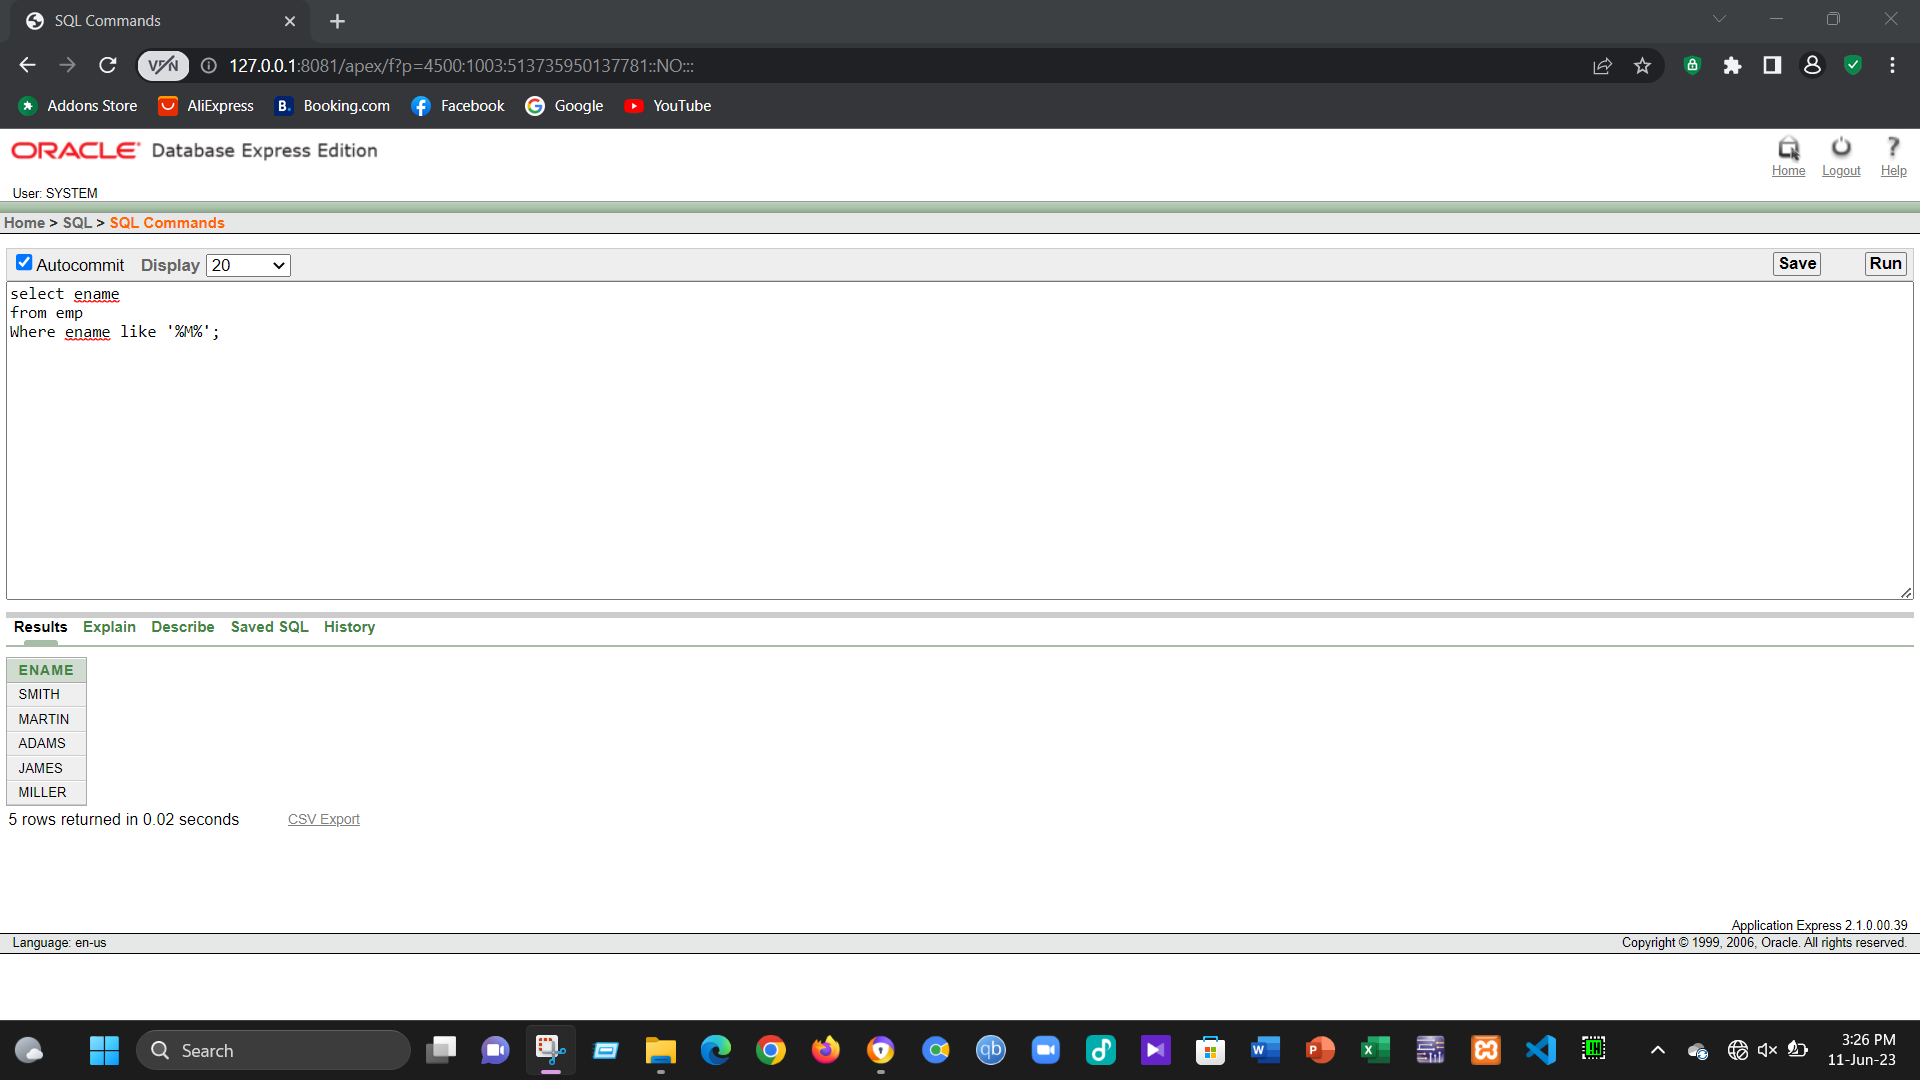 SQL Commands
VPN 127.0.0.1:8081/apex/f?p=4500:1003:513735950137781::NO:::
Addons Store AliExpress B. Booking.com Facebook Google YouTube
ORACLE Database Express Edition
Home Logout Help
User: SYSTEM
Home > SQL > SQL Commands
Autocommit Display 20 Save Run
select ename
from emp
Where ename like '%M%';
Results Explain Describe Saved SQL History
ENAME
SMITH
MARTIN
ADAMS
JAMES
MILLER
5 rows returned in 0.02 seconds CSV Export
Application Express 2.1.0.00.39
Language: en-us Copyright © 1999, 2006, Oracle. All rights reserved.
Search qb W P X 3:26 PM
11-Jun-23